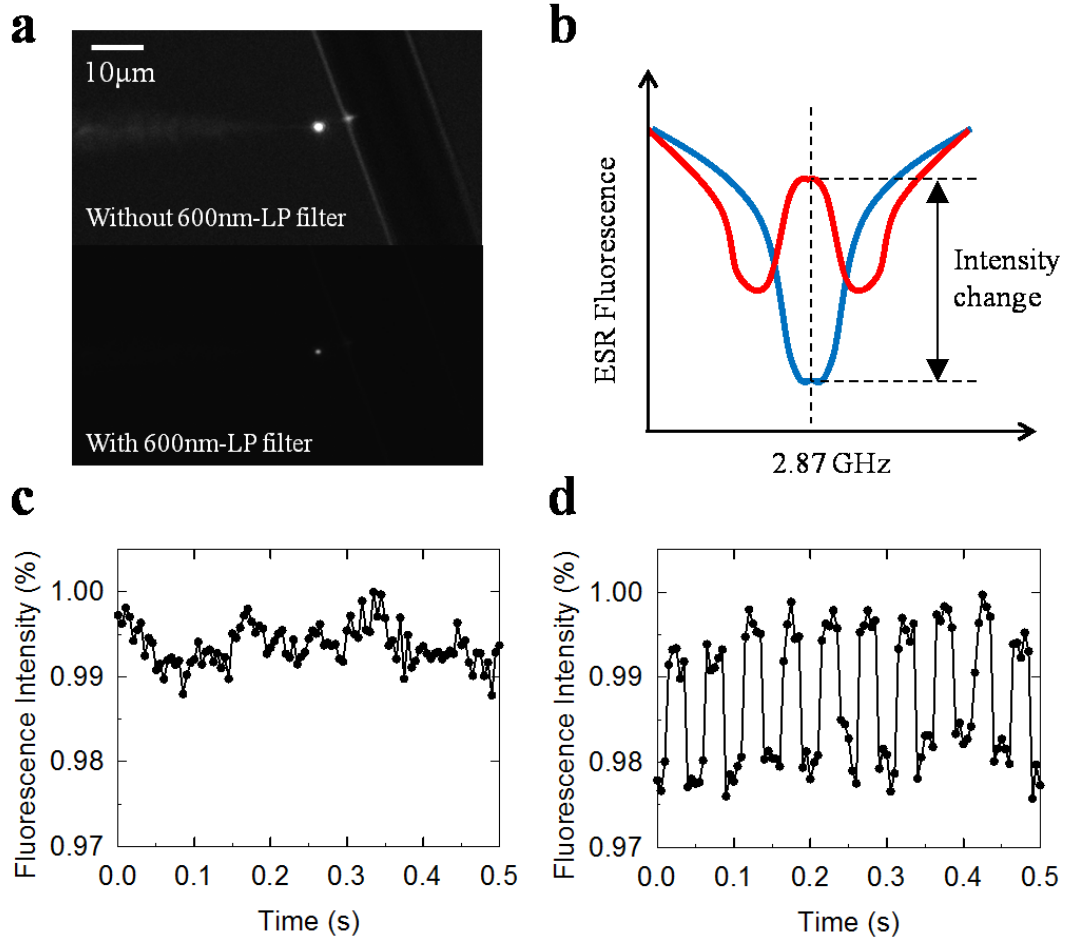 a
10μm
Without 600nm-LP filter
With 600nm-LP filter
b
ESR Fluorescence
Intensity
change
2.87 GHz
c
Fluorescence Intensity (%)
1.00
0.99
0.98
0.97
0.0 0.1 0.2 0.3 0.4 0.5
Time (s)
d
Fluorescence Intensity (%)
1.00
0.99
0.98
0.97
0.0 0.1 0.2 0.3 0.4 0.5
Time (s)